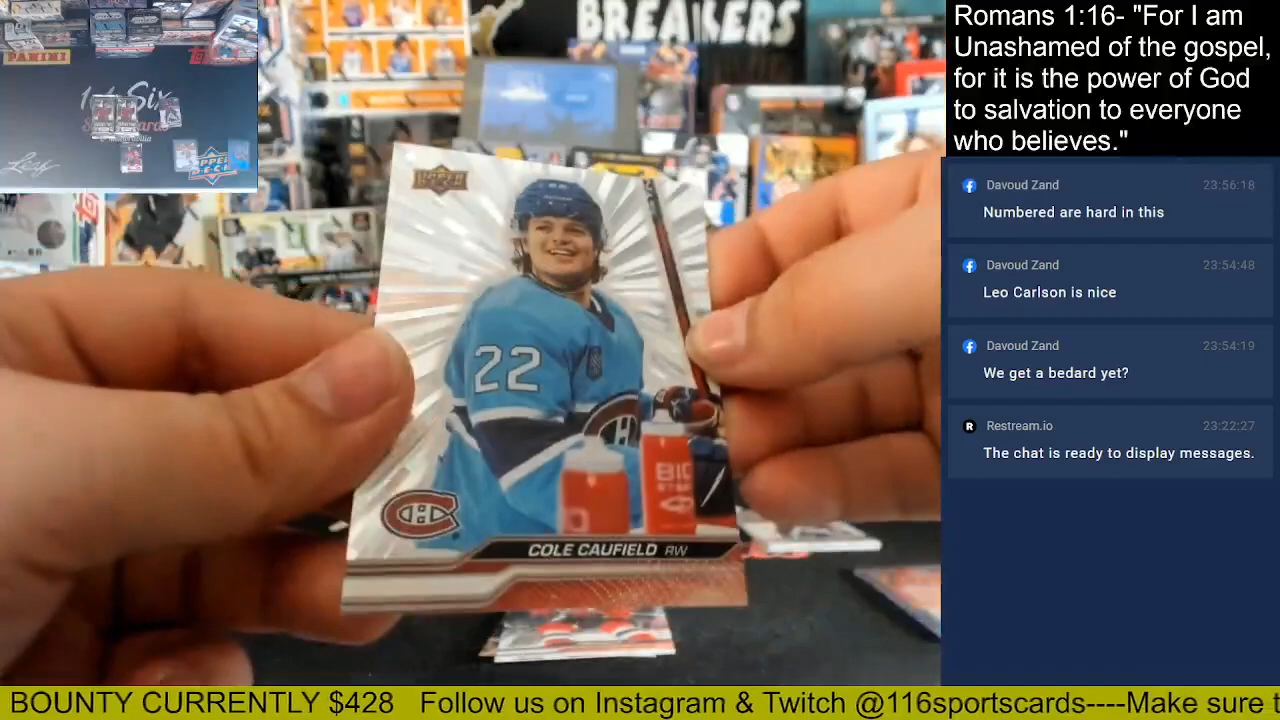 BREAKERS
PANINI
Leaf
UPPER DECK
UPPER DECK
22
COLE CAUFIELD RW
Romans 1:16- "For I am
Unashamed of the gospel,
for it is the power of God
to salvation to everyone
who believes."
Davoud Zand 23:56:18
Numbered are hard in this
Davoud Zand 23:54:48
Leo Carlson is nice
Davoud Zand 23:54:19
We get a bedard yet?
R Restream.io 23:22:27
The chat is ready to display messages.
BOUNTY CURRENTLY $428 Follow us on Instagram & Twitch @116sportscards----Make sure t